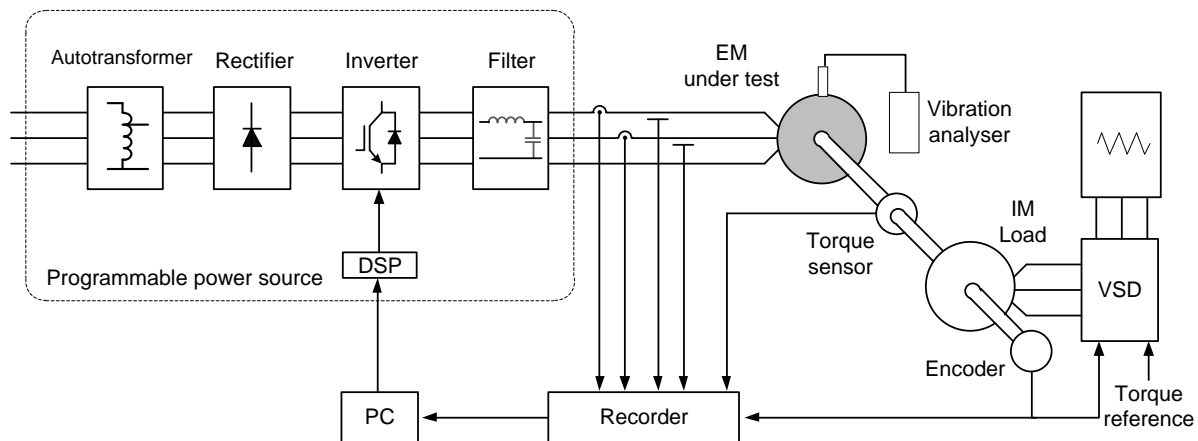 Autotransformer
Rectifier
Inverter
Filter
EM
under test
Vibration
analyser
Torque
sensor
IM
Load
VSD
DSP
Programmable power source
Encoder
Torque
reference
PC
Recorder